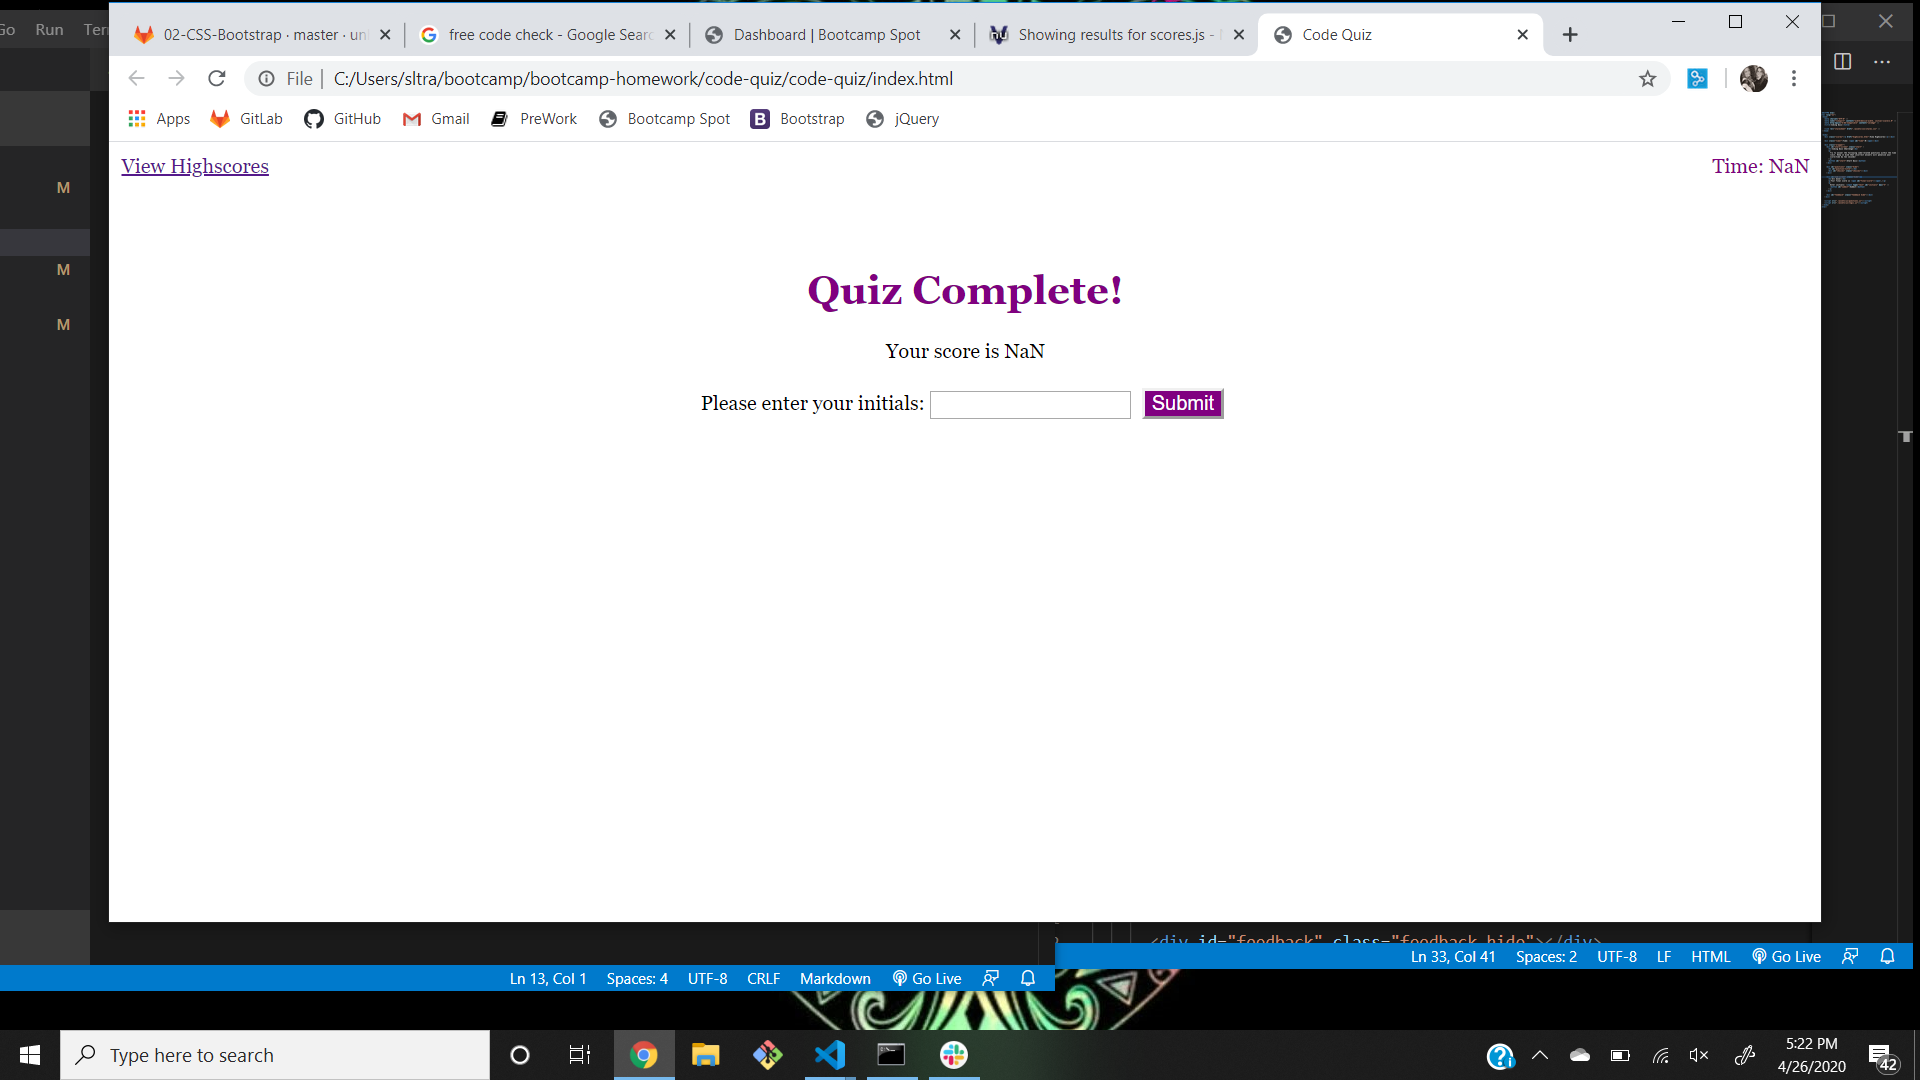 Go Run Ter
02-CSS-Bootstrap · master · un
free code check - Google Searc
Dashboard | Bootcamp Spot
Showing results for scores.js -
Code Quiz
File | C:/Users/sltra/bootcamp/bootcamp-homework/code-quiz/code-quiz/index.html
Apps GitLab GitHub Gmail PreWork Bootcamp Spot Bootstrap jQuery
View Highscores
Time: NaN
M
M
M
Quiz Complete!
Your score is NaN
Please enter your initials: Submit
<div id="feedback" class="feedback hide"></div>
Ln 33, Col 41 Spaces: 2 UTF-8 LF HTML Go Live
Ln 13, Col 1 Spaces: 4 UTF-8 CRLF Markdown Go Live
Type here to search
5:22 PM
4/26/2020
42